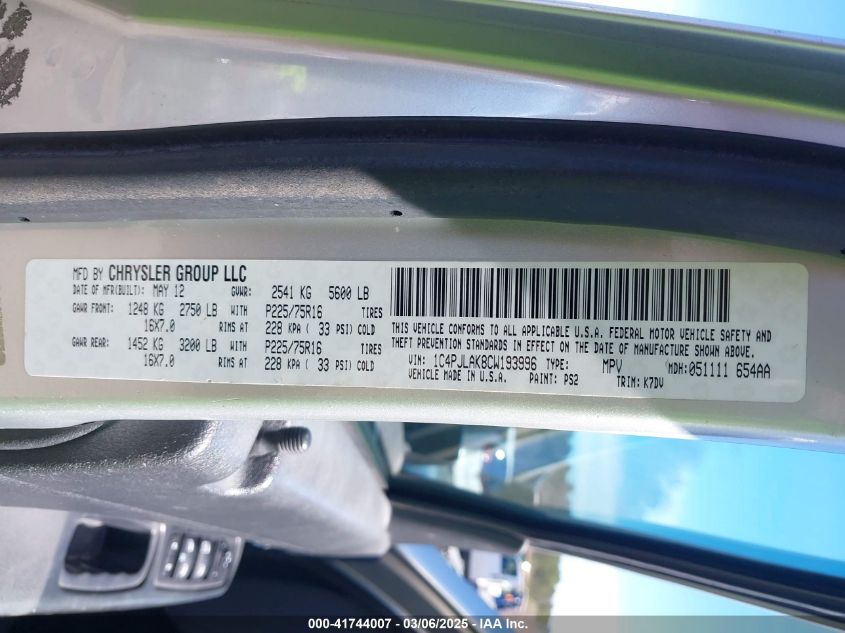 MFD BY CHRYSLER GROUP LLC
DATE OF MFR(BUILT): MAY 12 GVWR: 2541 KG 5600 LB
GAWR FRONT: 1248 KG 2750 LB WITH P225/75R16 TIRES
16X7.0 RIMS AT 228 KPA ( 33 PSI) COLD
GAWR REAR: 1452 KG 3200 LB WITH P225/75R16 TIRES
16X7.0 RIMS AT 228 KPA ( 33 PSI) COLD
THIS VEHICLE CONFORMS TO ALL APPLICABLE U.S.A. FEDERAL MOTOR VEHICLE SAFETY AND
THEFT PREVENTION STANDARDS IN EFFECT ON THE DATE OF MANUFACTURE SHOWN ABOVE.
VIN: 1C4PJLAK8CW193996 TYPE: MPV MDH: 051111 654AA
VEHICLE MADE IN U.S.A. PAINT: PS2 TRIM: K7DV
000-41744007 - 03/06/2025 - IAA Inc.